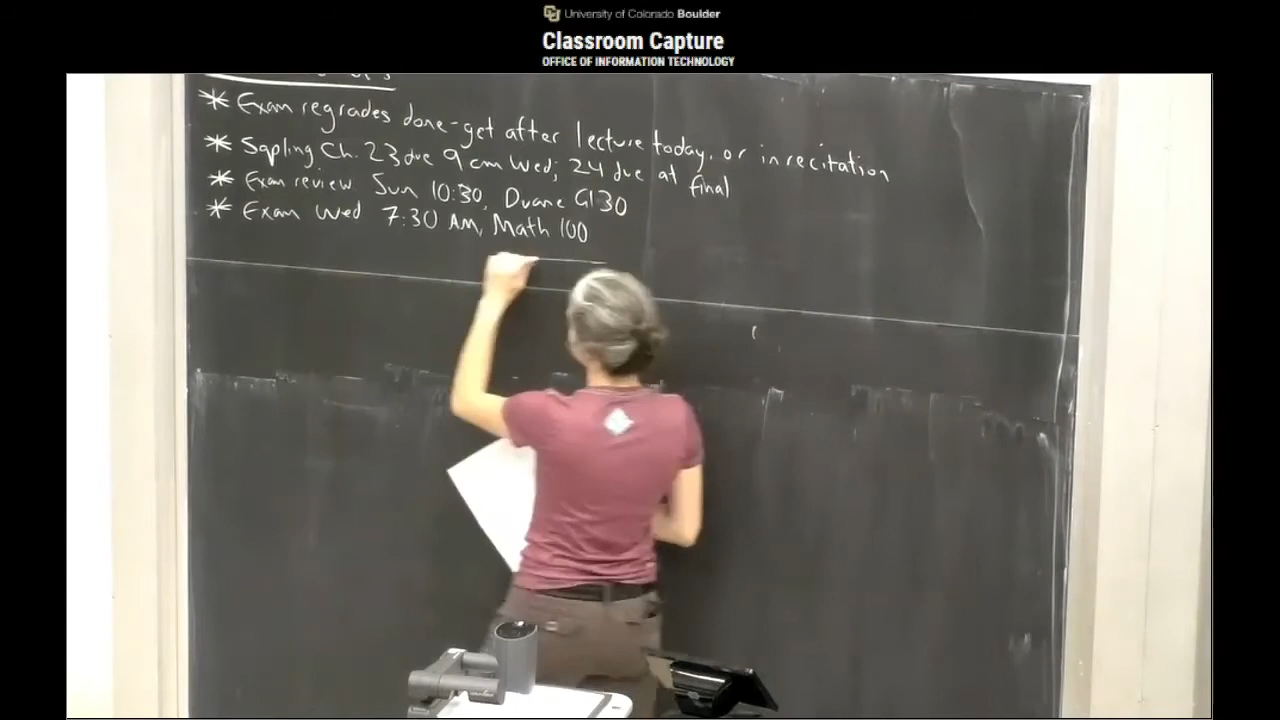 University of Colorado Boulder
Classroom Capture
OFFICE OF INFORMATION TECHNOLOGY
* Exam regrades done-get after lecture today, or in recitation
* Sapling Ch. 23 due 9 am Wed; 24 due at final
* Exam review Sun 10:30, Duane G130
* Exam Wed 7:30 AM, Math 100